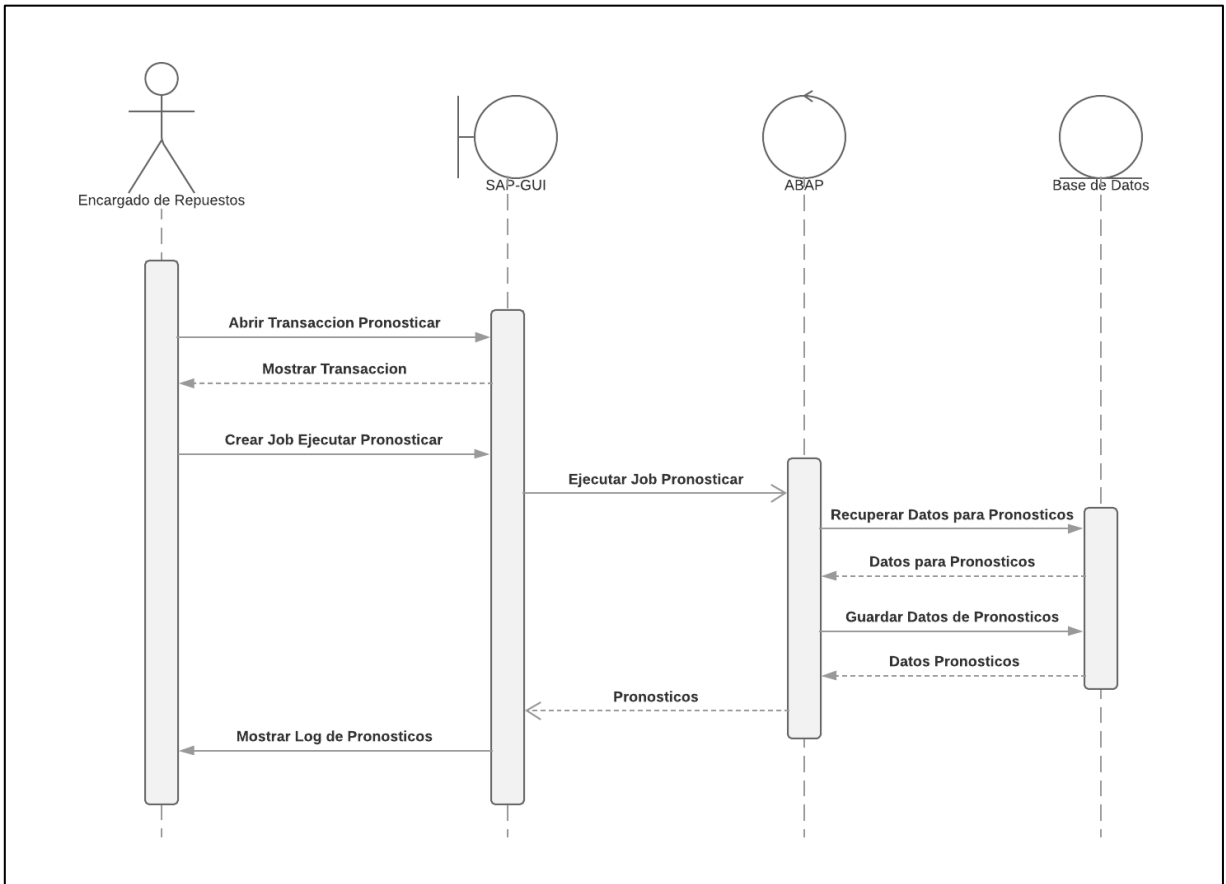 Encargado de Repuestos
SAP-GUI
ABAP
Base de Datos
Abrir Transaccion Pronosticar
Mostrar Transaccion
Crear Job Ejecutar Pronosticar
Ejecutar Job Pronosticar
Recuperar Datos para Pronosticos
Datos para Pronosticos
Guardar Datos de Pronosticos
Datos Pronosticos
Pronosticos
Mostrar Log de Pronosticos